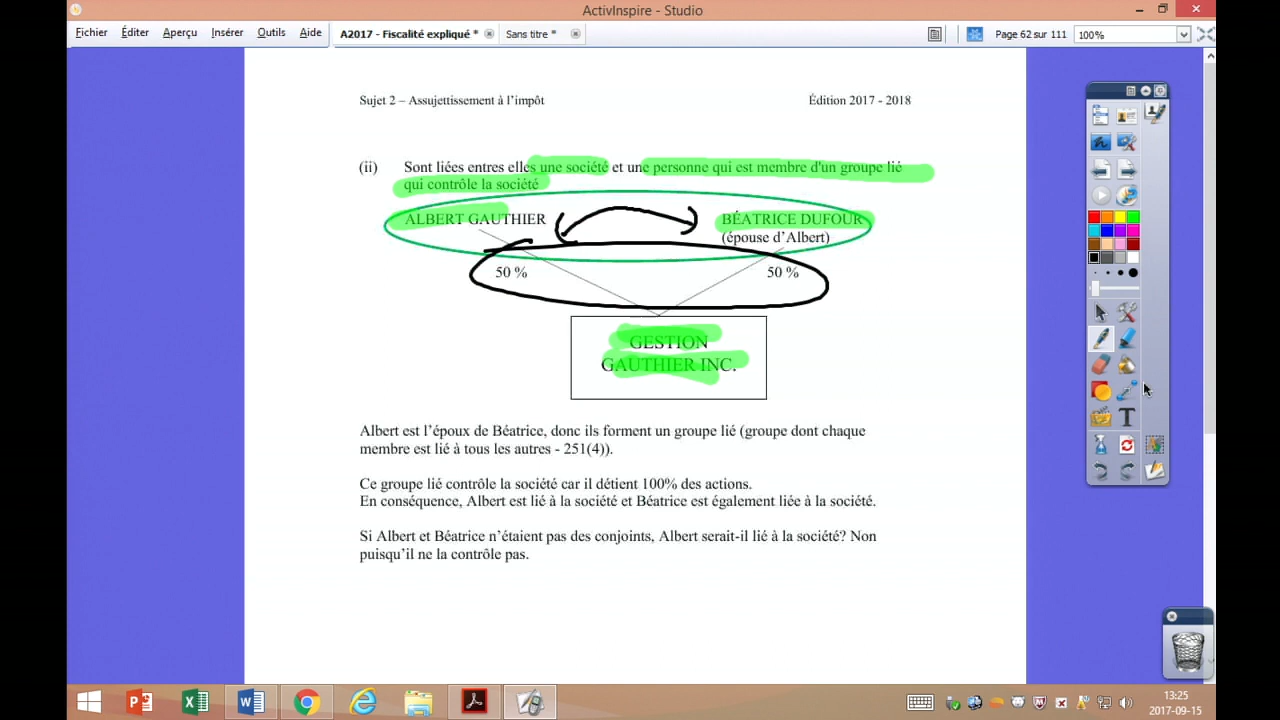 ActivInspire - Studio
Fichier Éditer Aperçu Insérer Outils Aide
A2017 - Fiscalité expliqué * Sans titre *
Page 62 sur 111 100%
Sujet 2 – Assujettissement à l’impôt Édition 2017 - 2018
(ii) Sont liées entres elles une société et une personne qui est membre d'un groupe lié
qui contrôle la société
ALBERT GAUTHIER BÉATRICE DUFOUR
(épouse d’Albert)
50 % 50 %
GESTION
GAUTHIER INC.
Albert est l’époux de Béatrice, donc ils forment un groupe lié (groupe dont chaque
membre est lié à tous les autres - 251(4)).
Ce groupe lié contrôle la société car il détient 100% des actions.
En conséquence, Albert est lié à la société et Béatrice est également liée à la société.
Si Albert et Béatrice n’étaient pas des conjoints, Albert serait-il lié à la société? Non
puisqu’il ne la contrôle pas.
13:25
2017-09-15